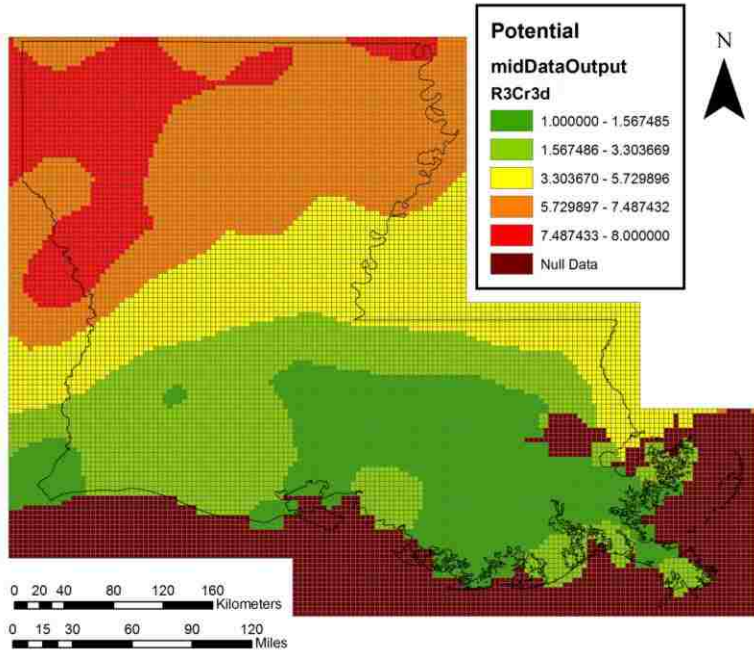 Potential
midDataOutput
R3Cr3d
1.000000 - 1.567485
1.567486 - 3.303669
3.303670 - 5.729896
5.729897 - 7.487432
7.487433 - 8.000000
Null Data
N
0 20 40 80 120 160
Kilometers
0 15 30 60 90 120
Miles